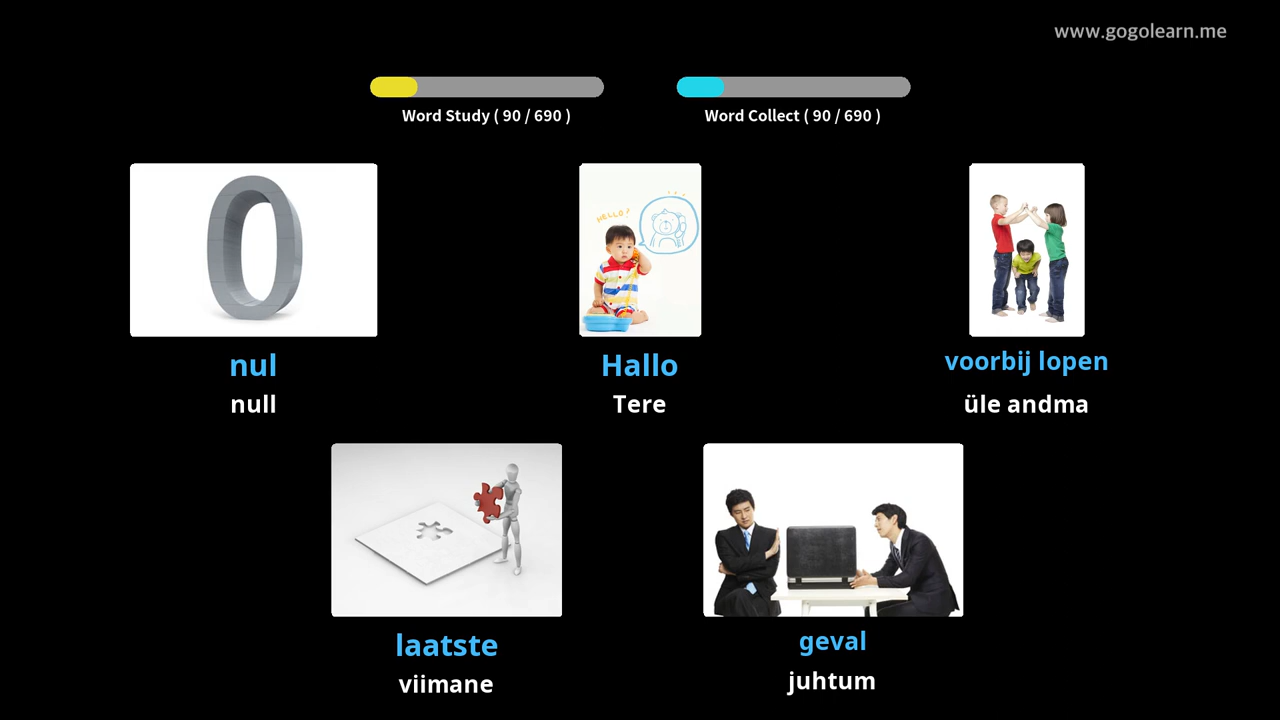 www.gogolearn.me
Word Study ( 90 / 690 )
Word Collect ( 90 / 690 )
HELLO?
nul
null
Hallo
Tere
voorbij lopen
üle andma
laatste
viimane
geval
juhtum